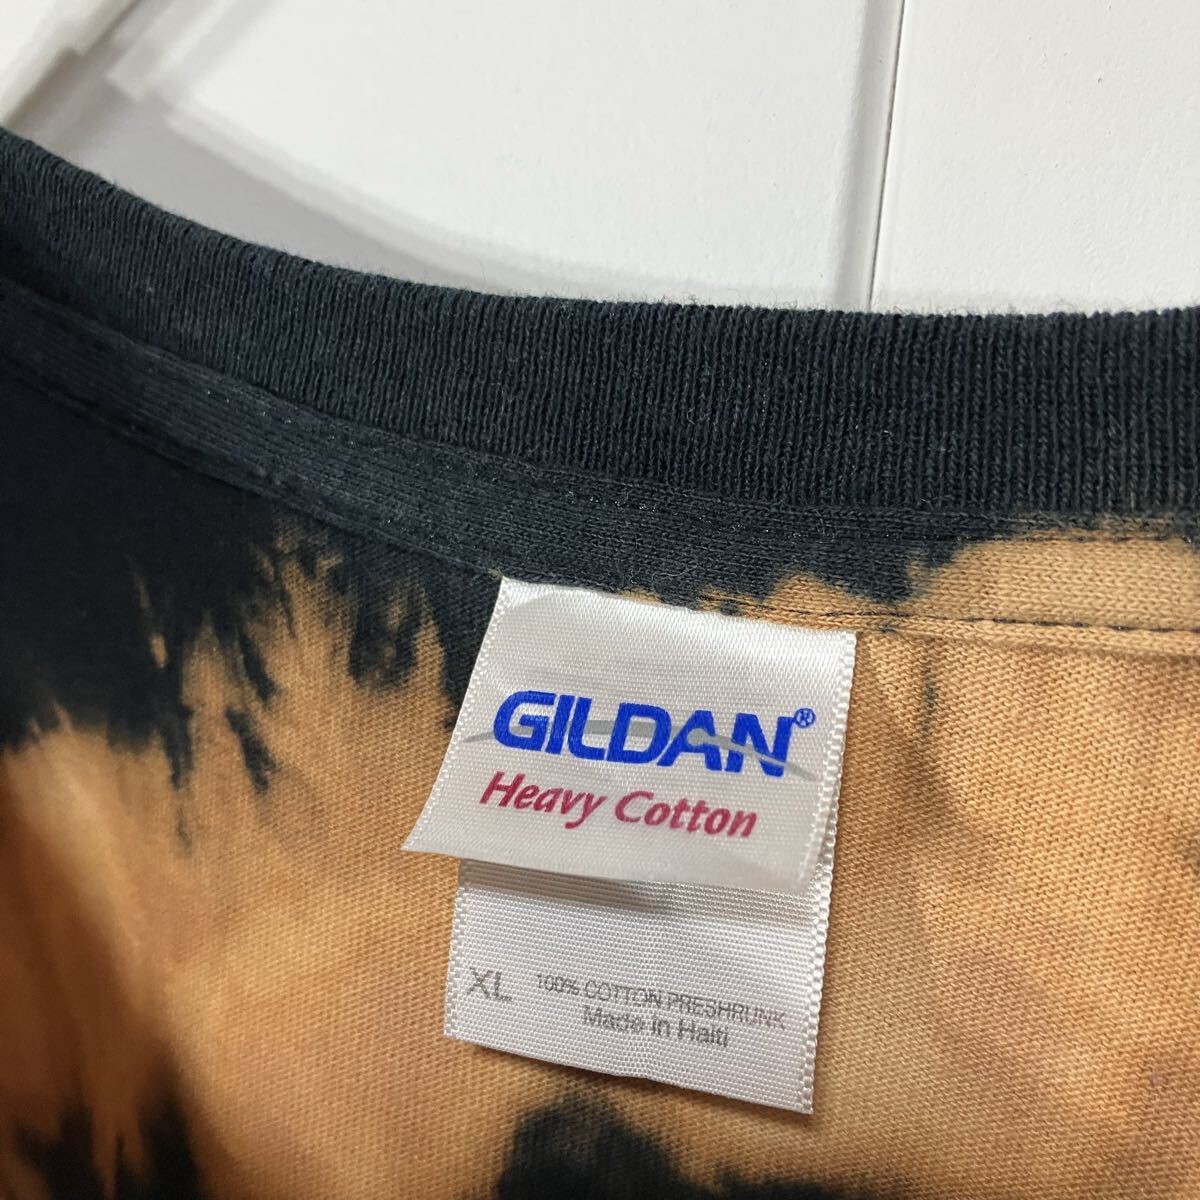 GILDAN®
Heavy Cotton
XL
100% COTTON PRESHRUNK
Made in Haiti